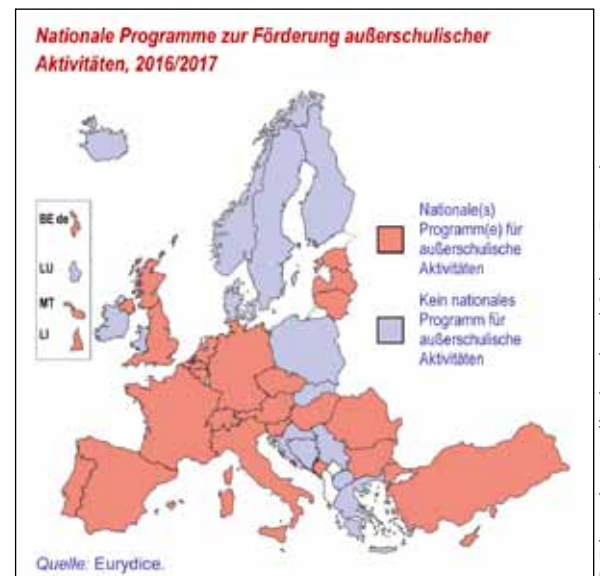 Nationale Programme zur Förderung außerschulischer
Aktivitäten, 2016/2017
BE de
LU
MT
LI
Nationale(s)
Programm(e) für
außerschulische
Aktivitäten
Kein nationales
Programm für
außerschulische
Aktivitäten
Quelle: Eurydice.